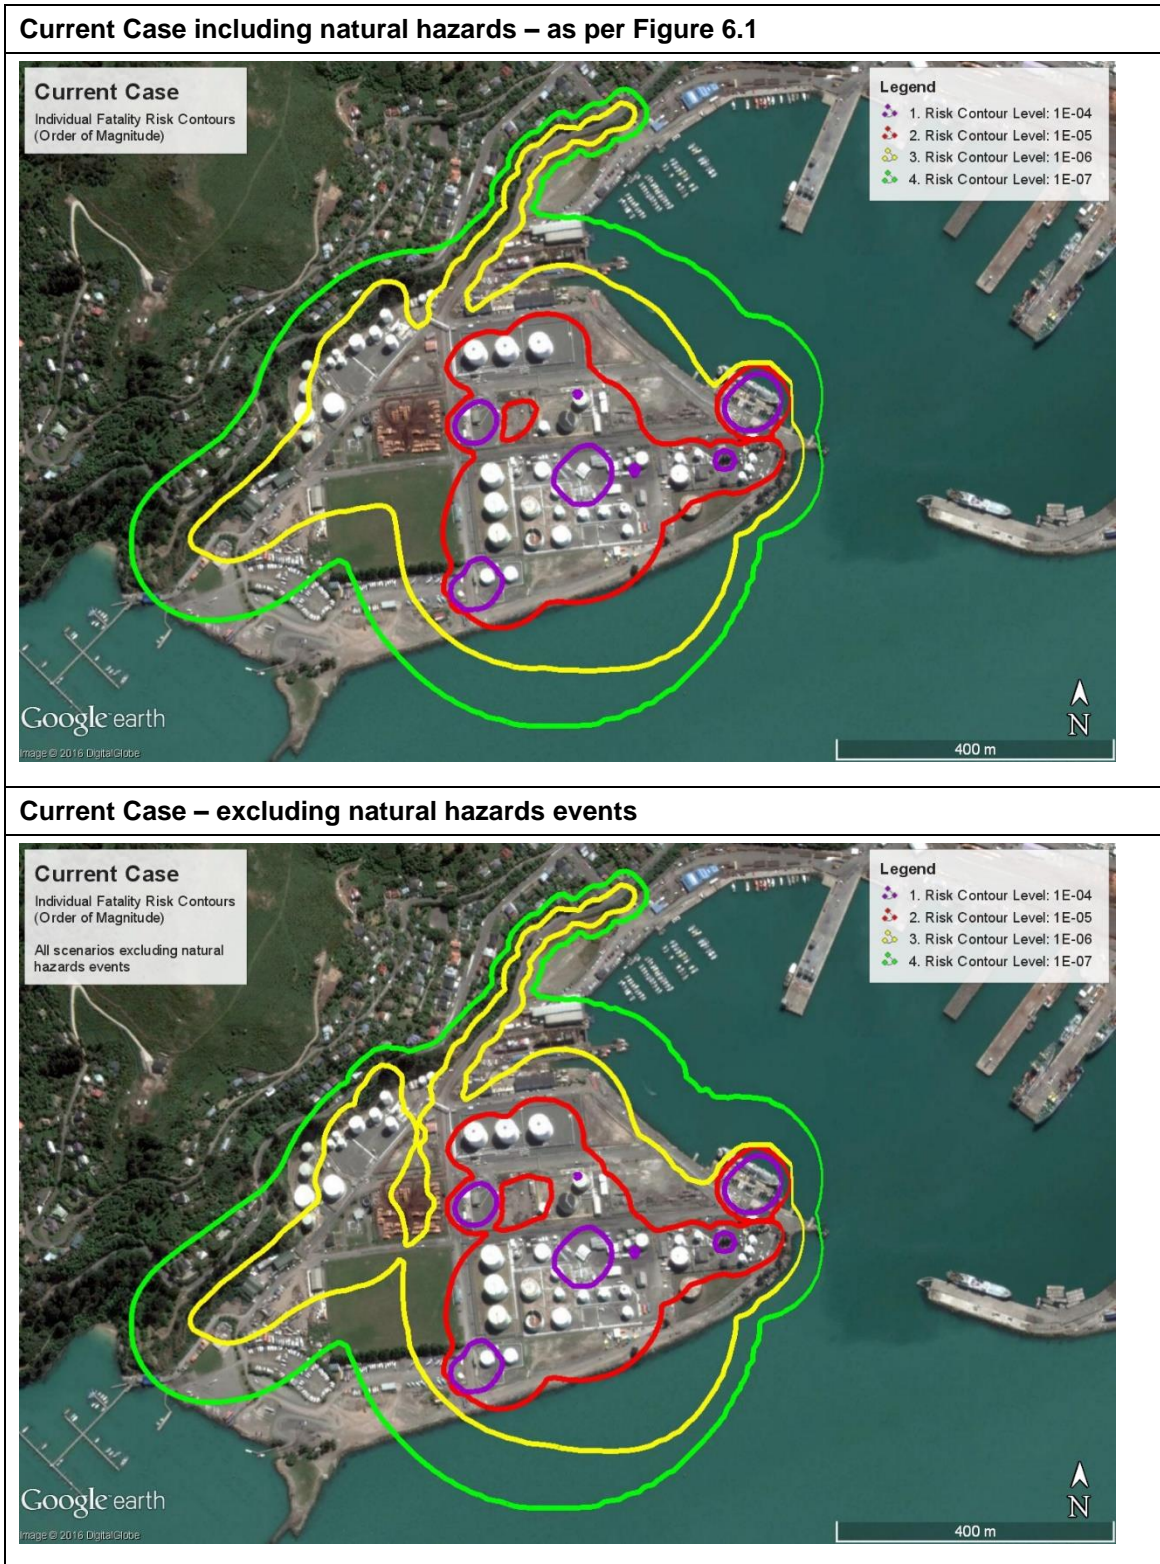 Current Case including natural hazards – as per Figure 6.1
Current Case
Individual Fatality Risk Contours
(Order of Magnitude)
Legend
1. Risk Contour Level: 1E-04
2. Risk Contour Level: 1E-05
3. Risk Contour Level: 1E-06
4. Risk Contour Level: 1E-07
Google earth
Image © 2016 DigitalGlobe
N
400 m
Current Case – excluding natural hazards events
Current Case
Individual Fatality Risk Contours
(Order of Magnitude)
All scenarios excluding natural
hazards events
Legend
1. Risk Contour Level: 1E-04
2. Risk Contour Level: 1E-05
3. Risk Contour Level: 1E-06
4. Risk Contour Level: 1E-07
Google earth
Image © 2016 DigitalGlobe
N
400 m